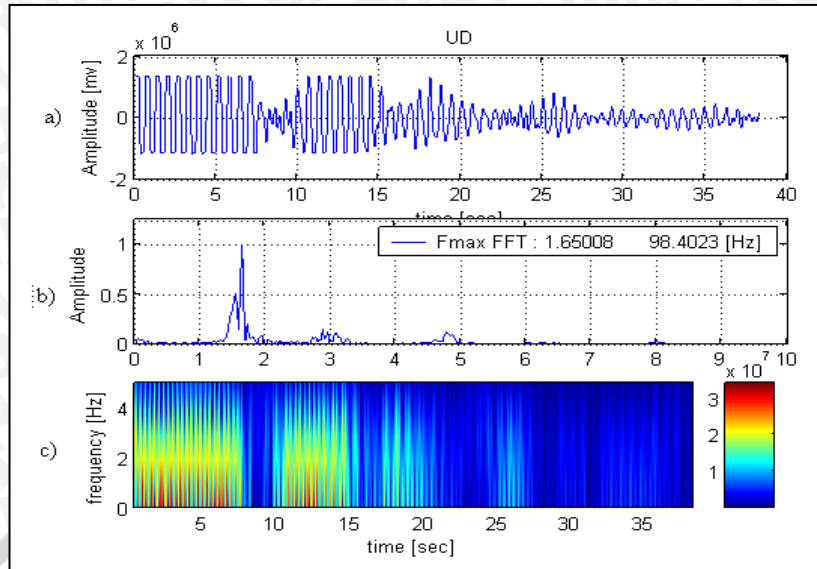 x 10^6
UD
2
0
-2
Amplitude [mv]
a)
0 5 10 15 20 25 30 35 40
time [sec]
1
0.5
0
Amplitude
b)
Fmax FFT : 1.65008 98.4023 [Hz]
0 1 2 3 4 5 6 7 8 9 10
x 10^7
4
2
0
frequency [Hz]
c)
3
2
1
5 10 15 20 25 30 35
time [sec]